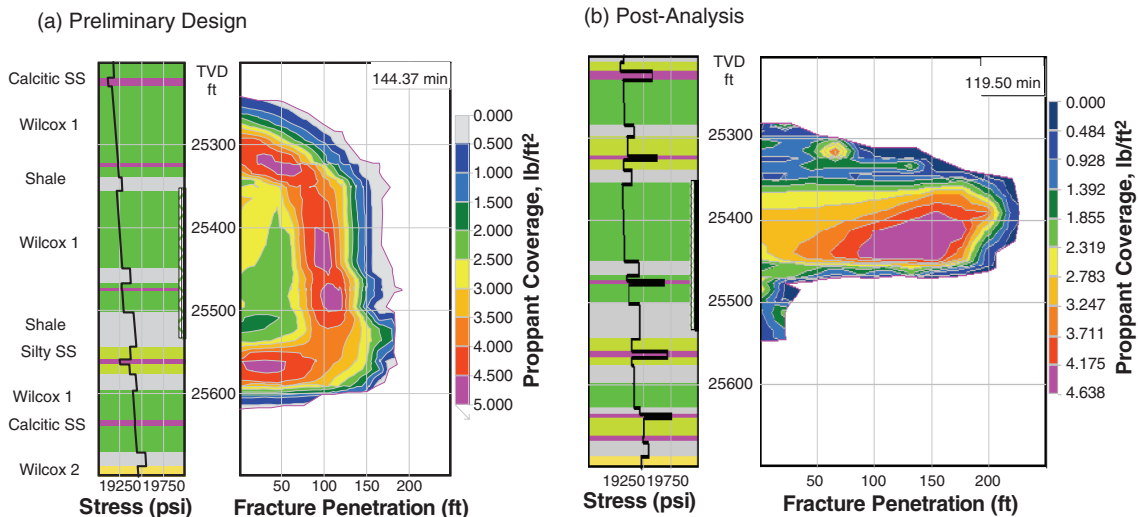 (a) Preliminary Design
Calcitic SS
Wilcox 1
Shale
Wilcox 1
Shale
Silty SS
Wilcox 1
Calcitic SS
Wilcox 2
TVD
ft
25300
25400
25500
25600
19250 19750
Stress (psi)
144.37 min
0 50 100 150 200
Fracture Penetration (ft)
0.000
0.500
1.000
1.500
2.000
2.500
3.000
3.500
4.000
4.500
5.000
Proppant Coverage, lb/ft²
(b) Post-Analysis
TVD
ft
25300
25400
25500
25600
19250 19750
Stress (psi)
119.50 min
0 50 100 150 200
Fracture Penetration (ft)
0.000
0.484
0.928
1.392
1.855
2.319
2.783
3.247
3.711
4.175
4.638
Proppant Coverage, lb/ft²